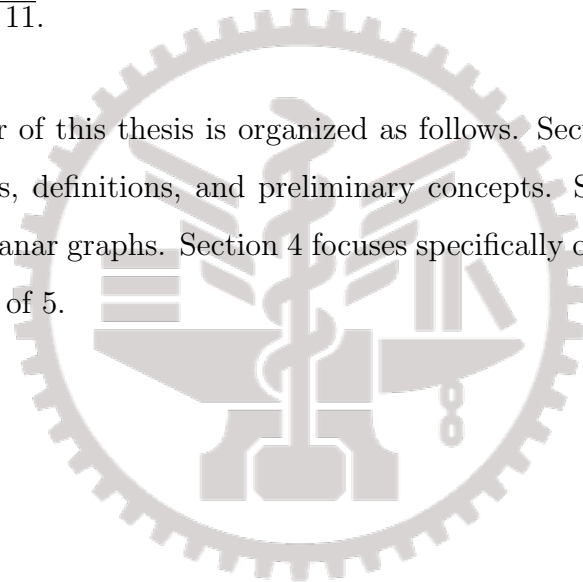 11.
r of this thesis is organized as follows. Sect
s, definitions, and preliminary concepts. S
anar graphs. Section 4 focuses specifically o
of 5.